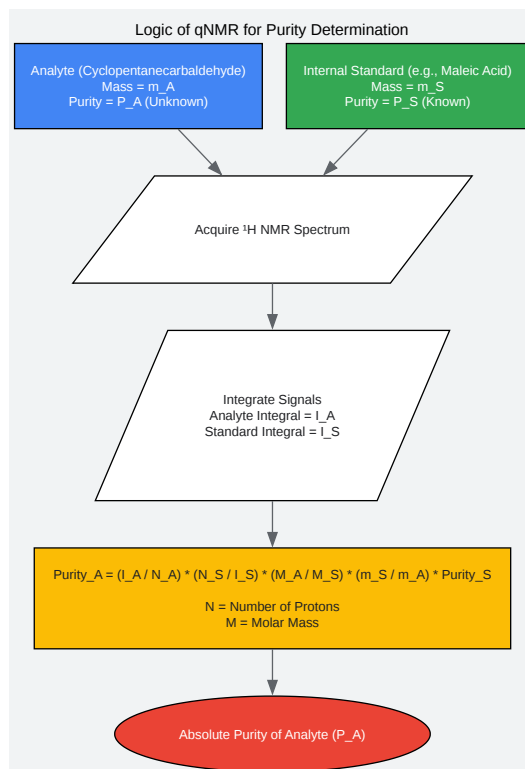 Logic of qNMR for Purity Determination
Analyte (Cyclopentanecarbaldehyde)
Mass = m_A
Purity = P_A (Unknown)
Internal Standard (e.g., Maleic Acid)
Mass = m_S
Purity = P_S (Known)
Acquire ¹H NMR Spectrum
Integrate Signals
Analyte Integral = I_A
Standard Integral = I_S
Purity_A = (I_A / N_A) * (N_S / I_S) * (M_A / M_S) * (m_S / m_A) * Purity_S
N = Number of Protons
M = Molar Mass
Absolute Purity of Analyte (P_A)